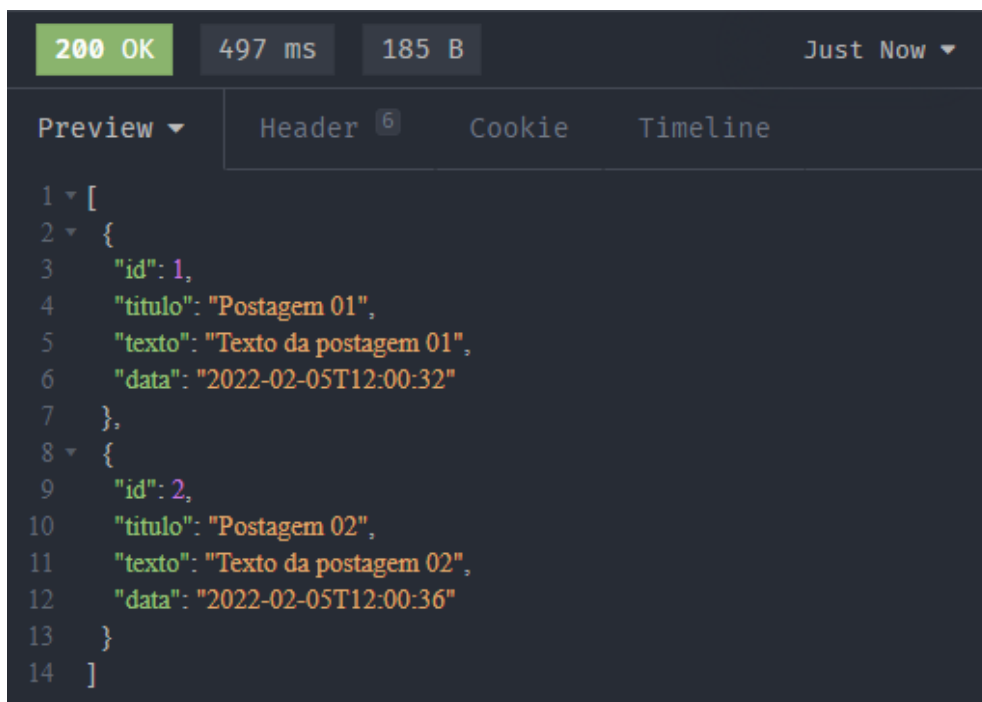 200 OK 497 ms 185 B Just Now
Preview Header 6 Cookie Timeline
1 [
2 {
3 "id": 1,
4 "titulo": "Postagem 01",
5 "texto": "Texto da postagem 01",
6 "data": "2022-02-05T12:00:32"
7 },
8 {
9 "id": 2,
10 "titulo": "Postagem 02",
11 "texto": "Texto da postagem 02",
12 "data": "2022-02-05T12:00:36"
13 }
14 ]